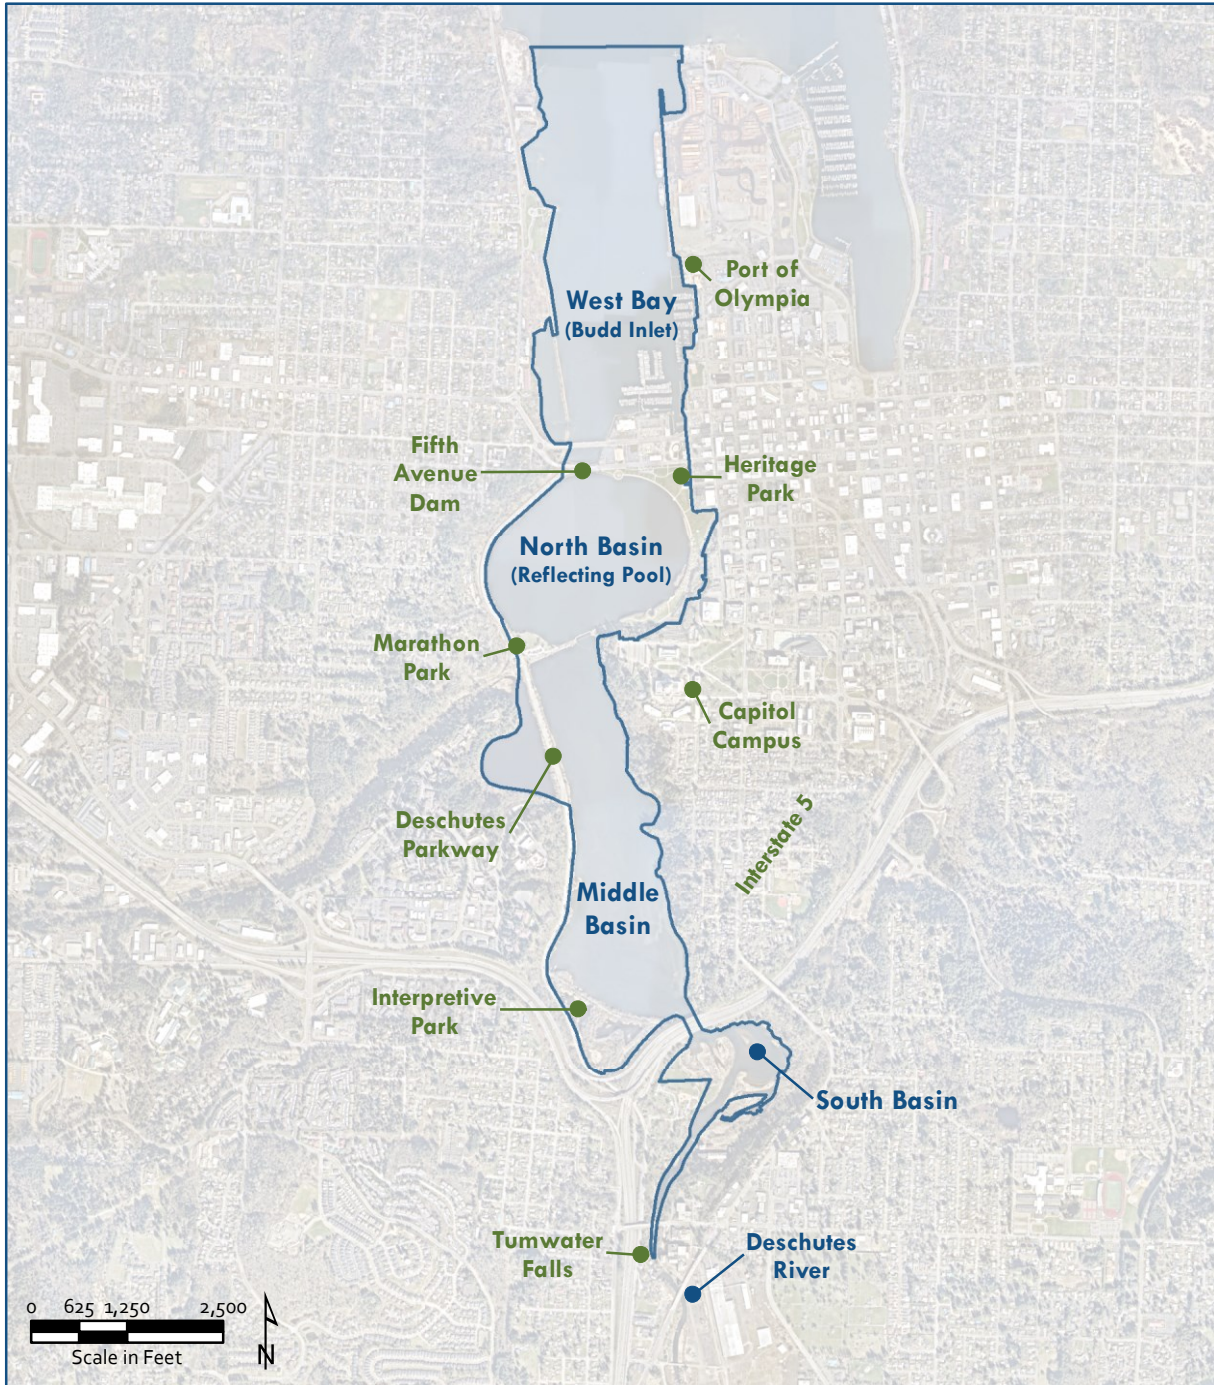 Port of
Olympia
West Bay
(Budd Inlet)
Fifth
Avenue
Dam
Heritage
Park
North Basin
(Reflecting Pool)
Marathon
Park
Capitol
Campus
Deschutes
Parkway
Interstate 5
Middle
Basin
Interpretive
Park
South Basin
Tumwater
Falls
Deschutes
River
0 625 1,250 2,500
Scale in Feet
N